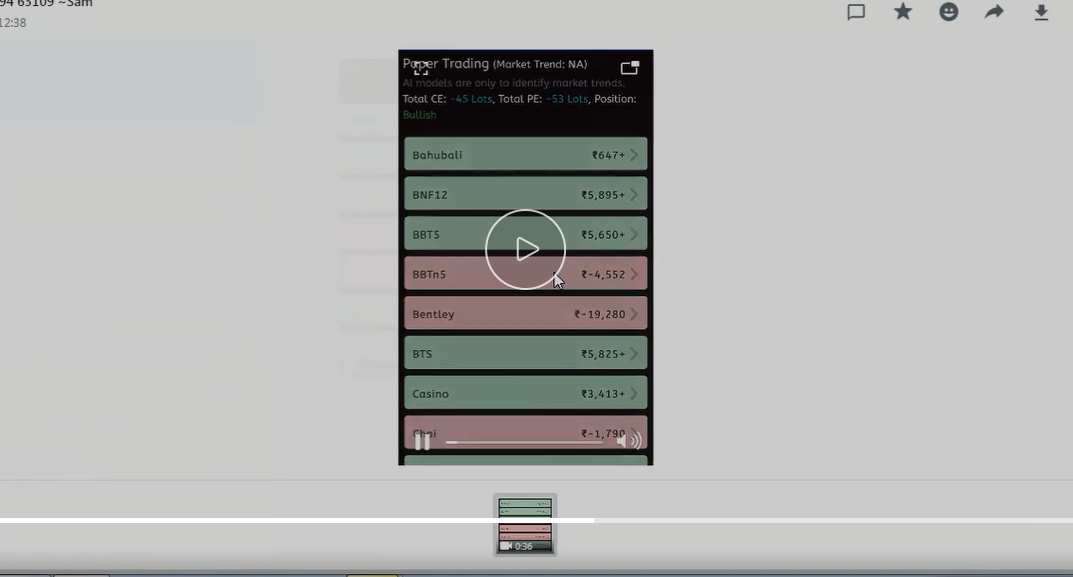 94 63109 ~Sam
12:38
Paper Trading (Market Trend: NA)
AI models are only to identify market trends.
Total CE: -45 Lots, Total PE: -53 Lots, Position:
Bullish
Bahubali ₹647+
BNF12 ₹5,895+
BBT5 ₹5,650+
BBTn5 ₹-4,552
Bentley ₹-19,280
BTS ₹5,825+
Casino ₹3,413+
Chai ₹-1,790
0:36